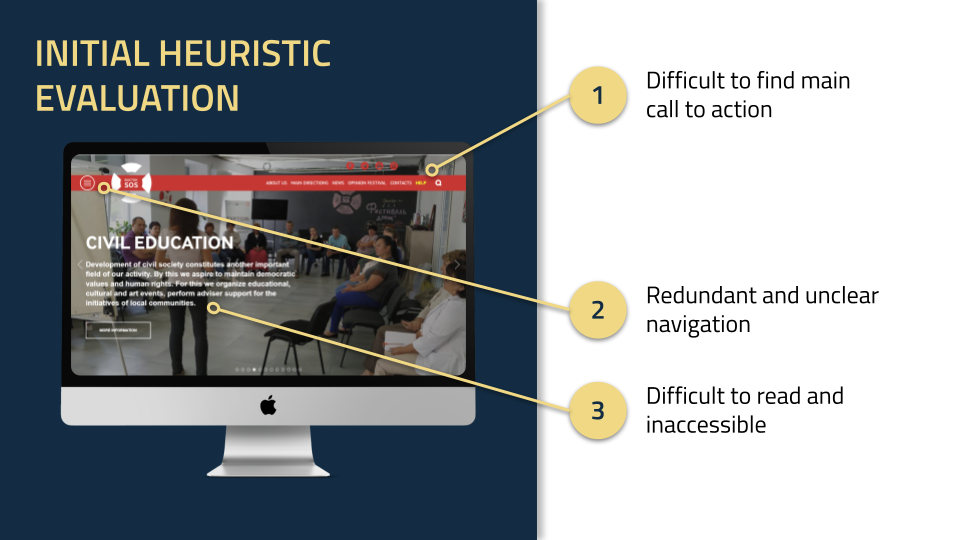 INITIAL HEURISTIC
EVALUATION
SOS
ABOUT US MAIN DIRECTIONS NEWS OPINION FESTIVAL CONTACTS HELP
CIVIL EDUCATION
Development of civil society constitutes another important
field of our activity. By this we aspire to maintain democratic
values and human rights. For this we organize educational,
cultural and art events, perform adviser support for the
initiatives of local communities.
MORE INFORMATION
1
Difficult to find main
call to action
2
Redundant and unclear
navigation
3
Difficult to read and
inaccessible